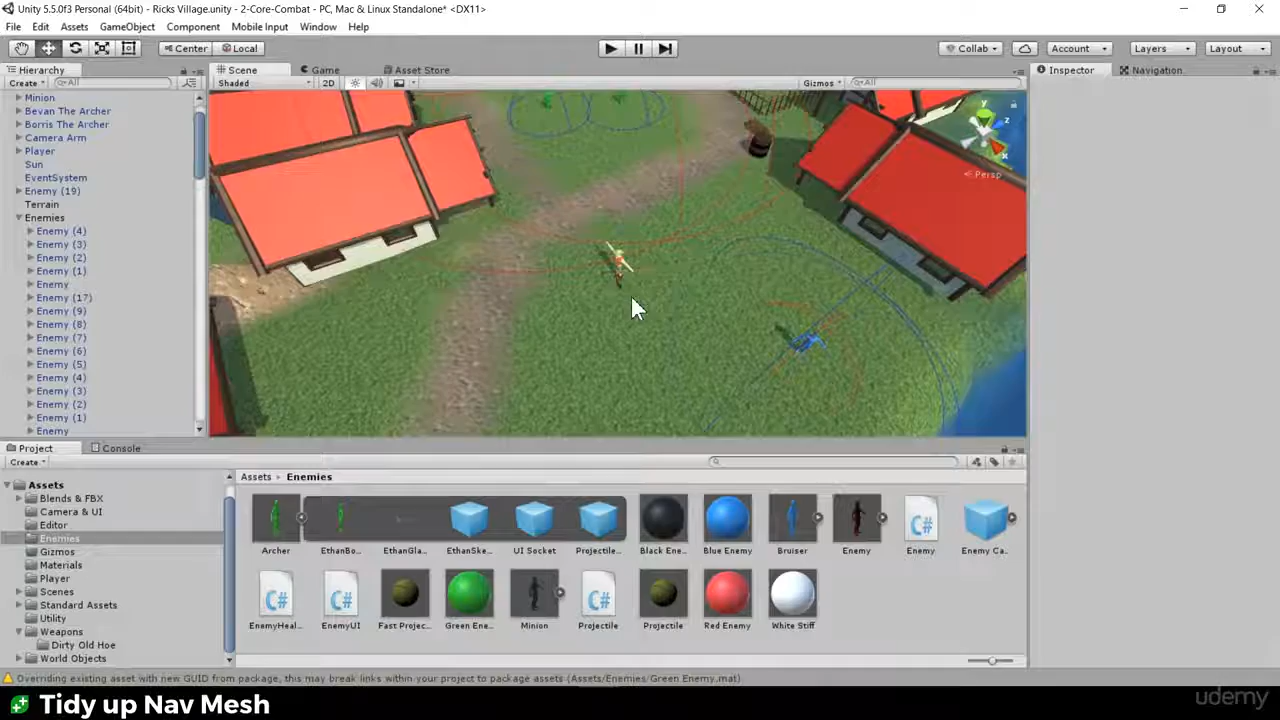 Unity 5.5.0f3 Personal (64bit) - Ricks Village.unity - 2-Core-Combat - PC, Mac & Linux Standalone* <DX11>
File Edit Assets GameObject Component Mobile Input Window Help
Center Local Collab Account Layers Layout
Hierarchy Scene Game Asset Store Inspector Navigation
Create All Shaded 2D Gizmos All
Minion
Bevan The Archer
Borris The Archer
Camera Arm
Player
Sun
EventSystem
Enemy (19)
Terrain
Enemies
Enemy (4)
Enemy (3)
Enemy (2)
Enemy (1)
Enemy
Enemy (17)
Enemy (9)
Enemy (8)
Enemy (7)
Enemy (6)
Enemy (5)
Enemy (4)
Enemy (3)
Enemy (2)
Enemy (1)
Enemy
y
z
x
Persp
Project Console
Create
Assets
Blends & FBX
Camera & UI
Editor
Enemies
Gizmos
Materials
Player
Scenes
Standard Assets
Utility
Weapons
Dirty Old Hoe
World Objects
Assets Enemies
C#
Archer EthanBo... EthanGla... EthanSke... UI Socket Projectile... Black Ene... Blue Enemy Bruiser Enemy Enemy Enemy Ca...
C# C# C#
EnemyHeal... EnemyUI Fast Projec... Green Ene... Minion Projectile Projectile Red Enemy White Stiff
Overriding existing asset with new GUID from package, this may break links within your project to package assets (Assets/Enemies/Green Enemy.mat)
Tidy up Nav Mesh
udemy